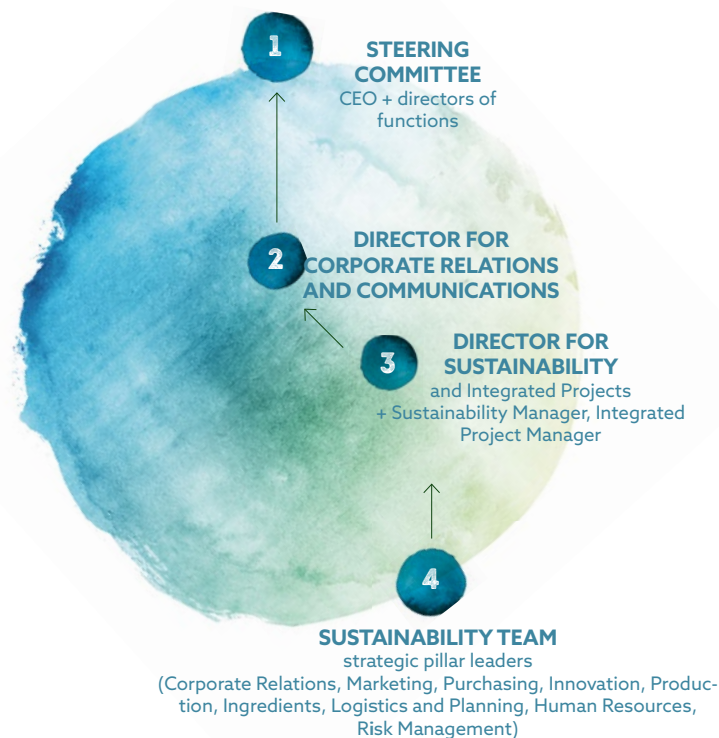 1
STEERING
COMMITTEE
CEO + directors of
functions
2
DIRECTOR FOR
CORPORATE RELATIONS
AND COMMUNICATIONS
3
DIRECTOR FOR
SUSTAINABILITY
and Integrated Projects
+ Sustainability Manager, Integrated
Project Manager
4
SUSTAINABILITY TEAM
strategic pillar leaders
(Corporate Relations, Marketing, Purchasing, Innovation, Produc-
tion, Ingredients, Logistics and Planning, Human Resources,
Risk Management)